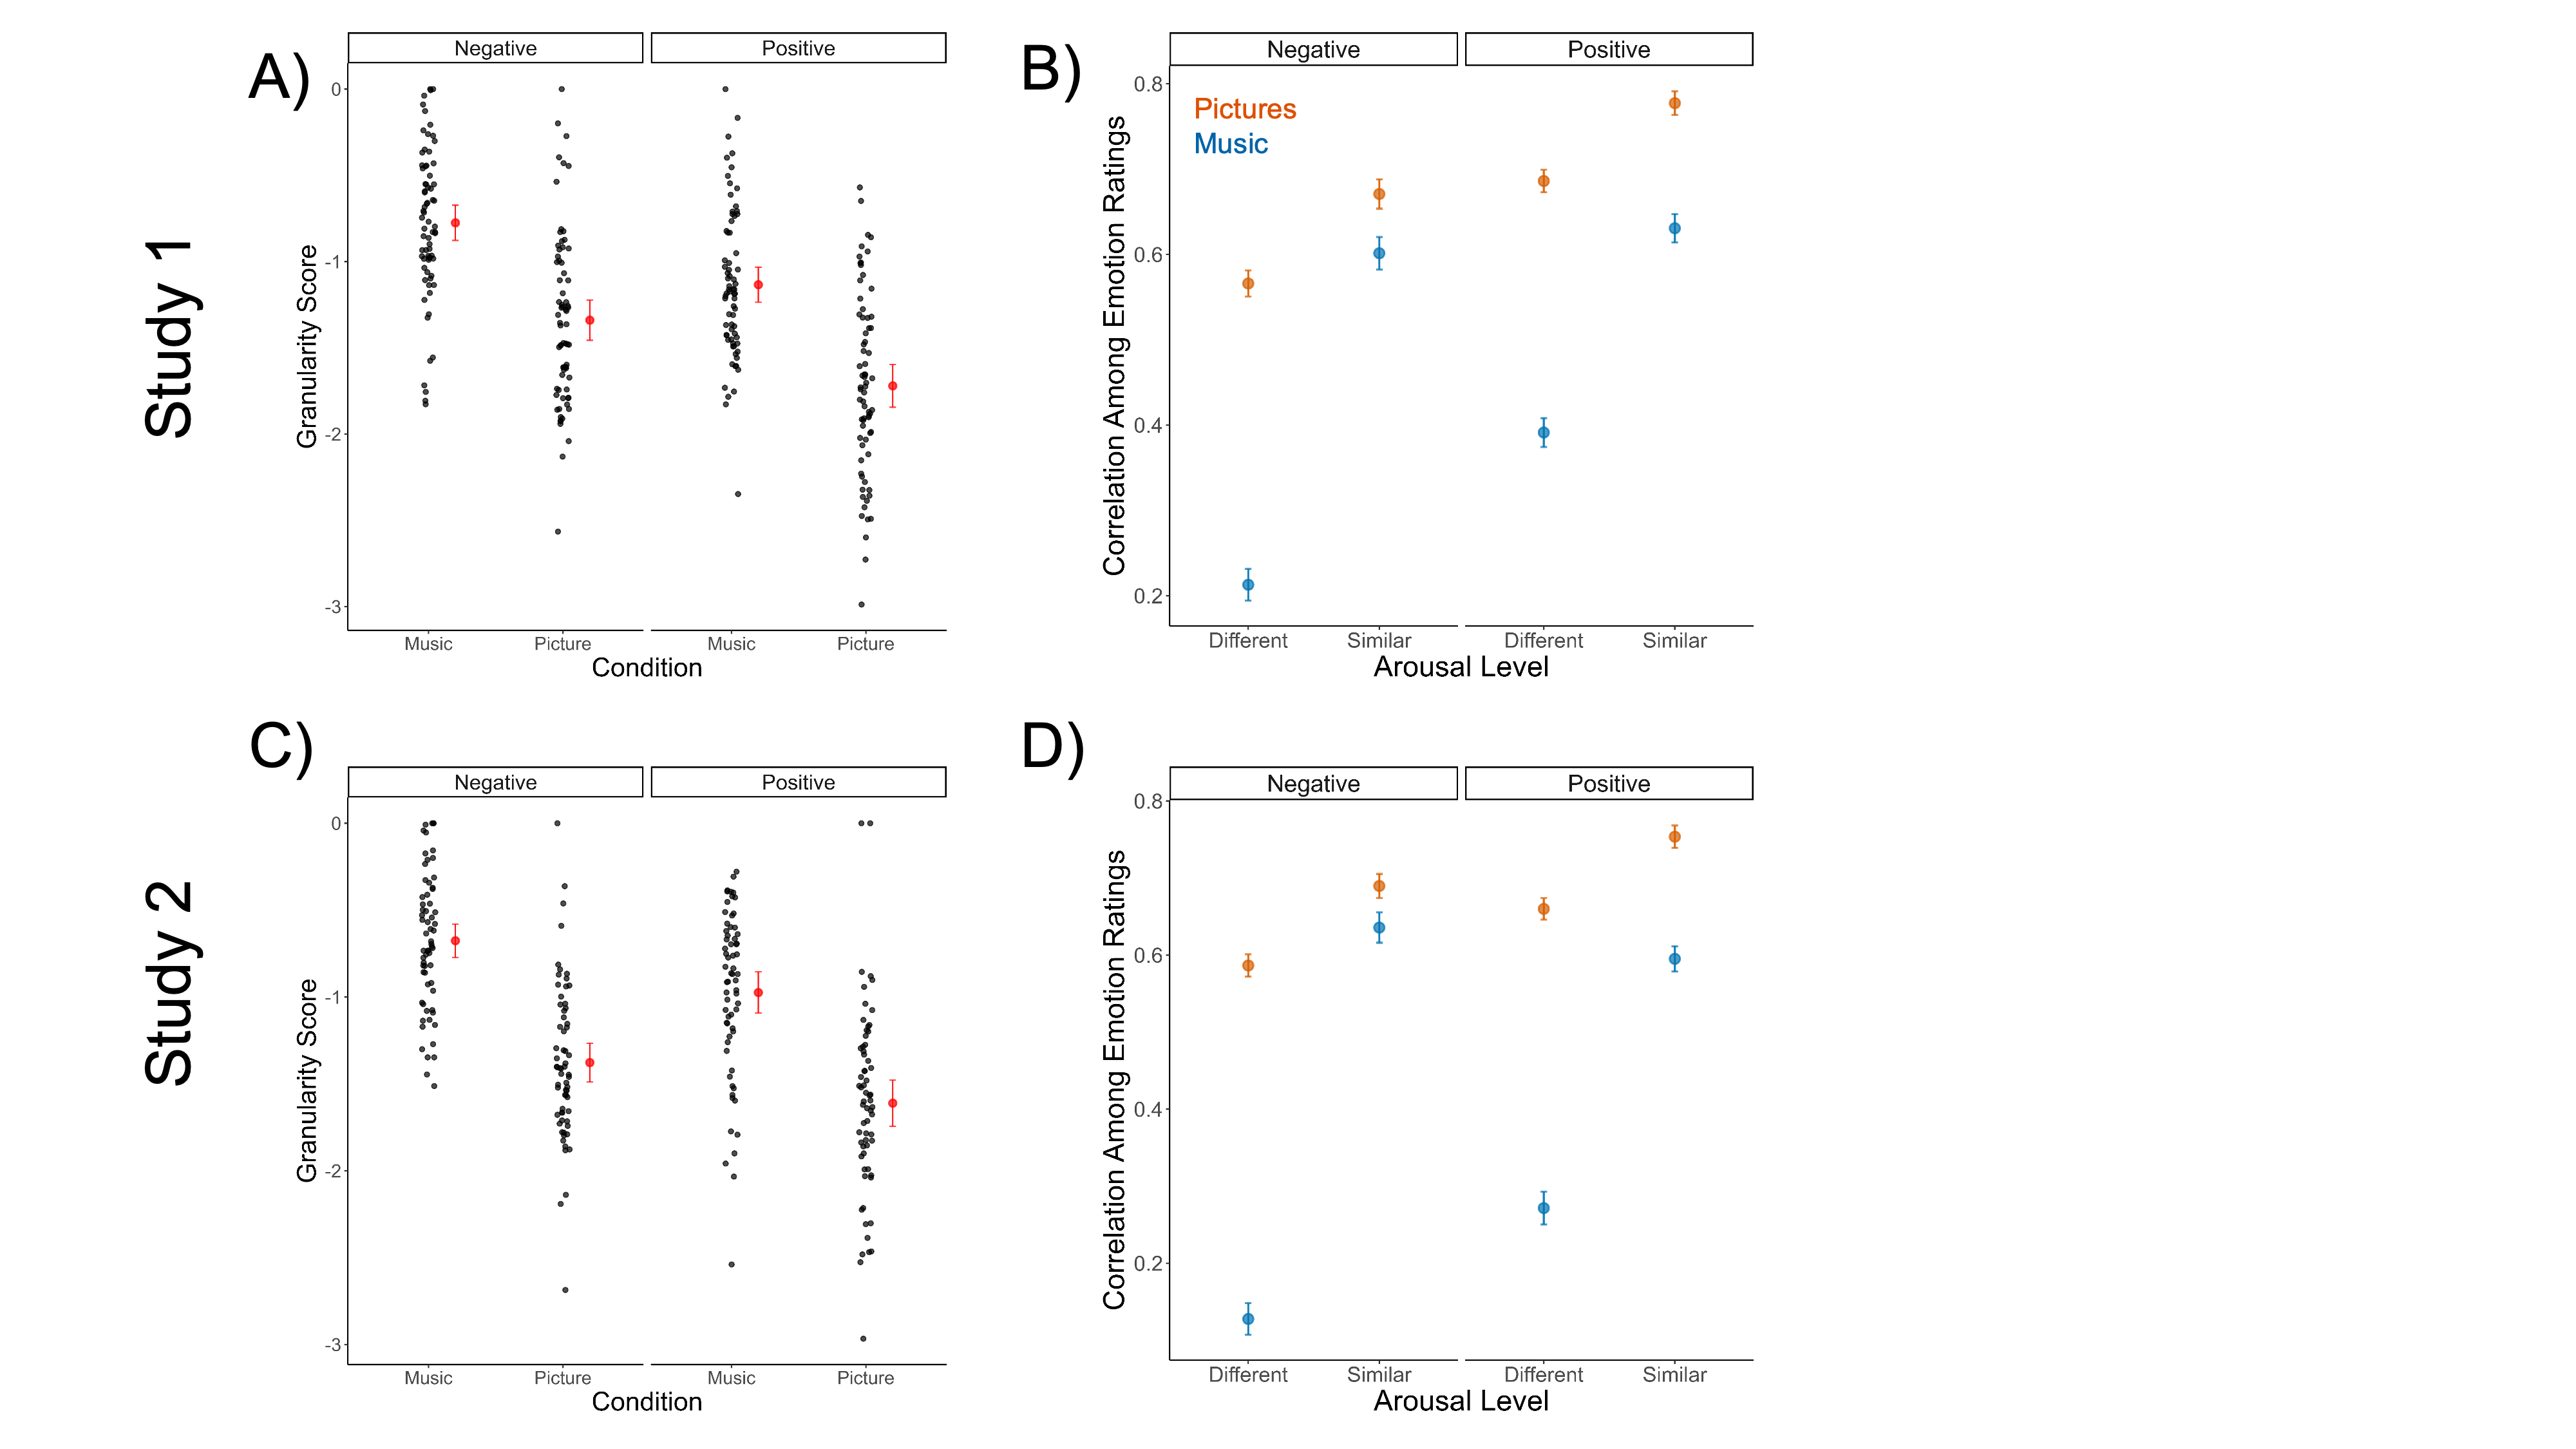 Study 1
A)
Negative
Positive
Granularity Score
0
-1
-2
-3
Music
Picture
Music
Picture
Condition
B)
Negative
Positive
Pictures
Music
Correlation Among Emotion Ratings
0.8
0.6
0.4
0.2
Different
Similar
Different
Similar
Arousal Level
Study 2
C)
Negative
Positive
Granularity Score
0
-1
-2
-3
Music
Picture
Music
Picture
Condition
D)
Negative
Positive
Correlation Among Emotion Ratings
0.8
0.6
0.4
0.2
Different
Similar
Different
Similar
Arousal Level